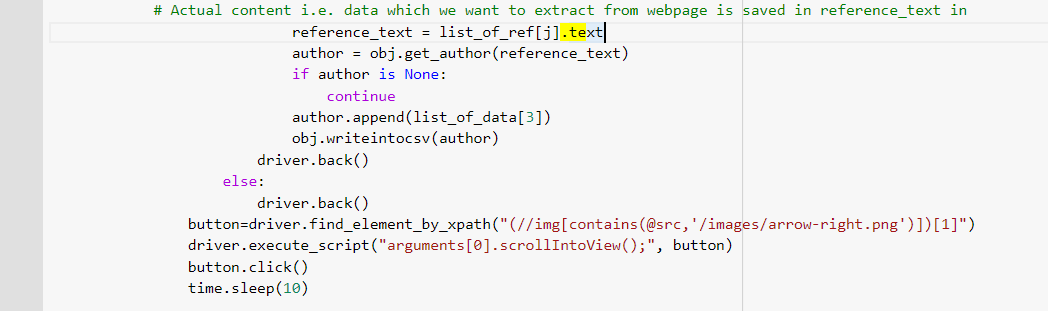 # Actual content i.e. data which we want to extract from webpage is saved in reference_text in
reference_text = list_of_ref[j].text
author = obj.get_author(reference_text)
if author is None:
continue
author.append(list_of_data[3])
obj.writeintocsv(author)
driver.back()
else:
driver.back()
button=driver.find_element_by_xpath("(//img[contains(@src,'/images/arrow-right.png')])[1]")
driver.execute_script("arguments[0].scrollIntoView();", button)
button.click()
time.sleep(10)